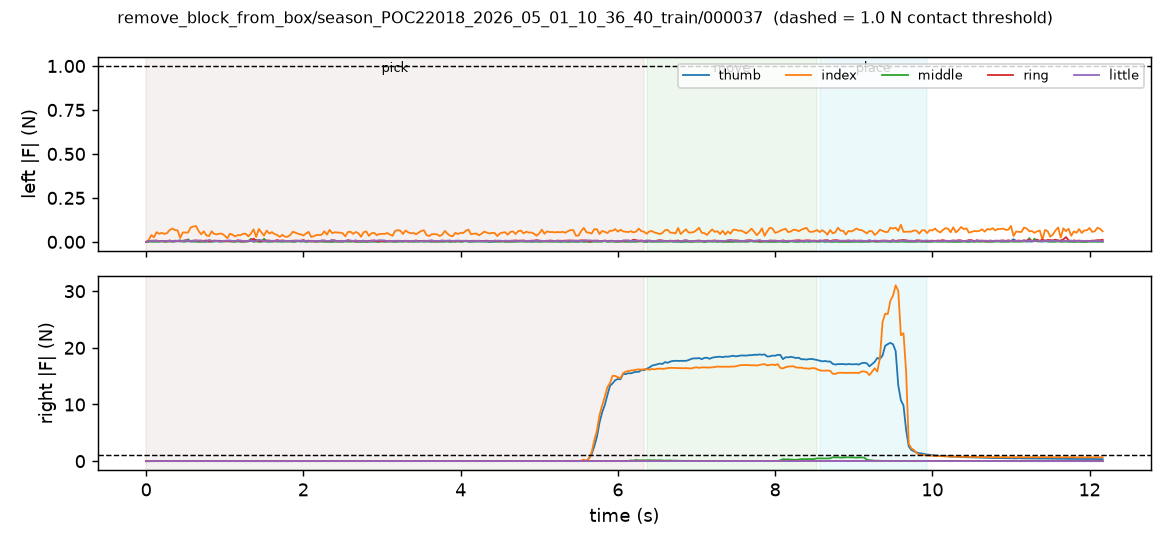 remove_block_from_box/season_POC22018_2026_05_01_10_36_40_train/000037 (dashed = 1.0 N contact threshold)
pick
move
place
thumb index middle ring little
left |F| (N)
1.00
0.75
0.50
0.25
0.00
right |F| (N)
30
20
10
0
0 2 4 6 8 10 12
time (s)